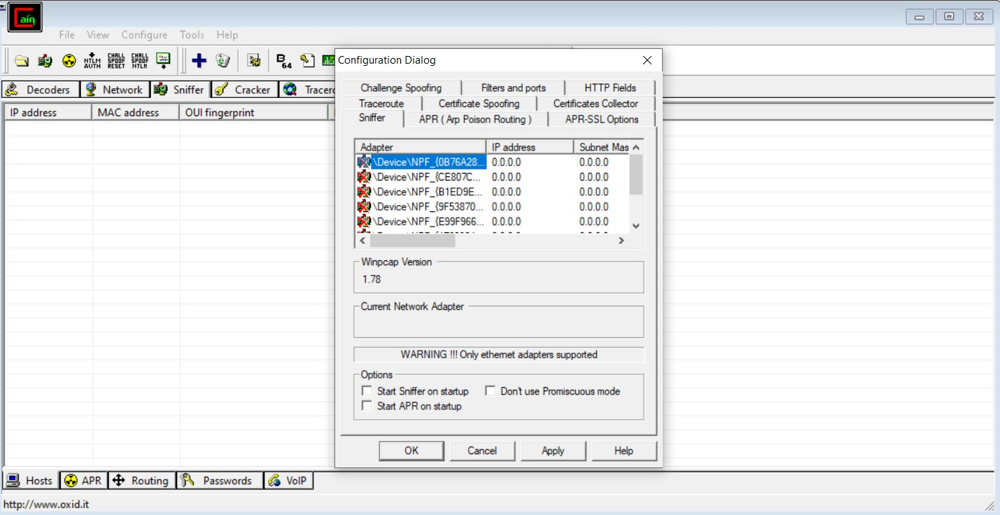 Cain
File View Configure Tools Help
NTLM AUTH
CHALL SPOOF RESET
CHALL SPOOF NTLM
B 64
Decoders Network Sniffer Cracker Tracero
IP address MAC address OUI fingerprint
Configuration Dialog
Challenge Spoofing Filters and ports HTTP Fields
Traceroute Certificate Spoofing Certificates Collector
Sniffer APR ( Arp Poison Routing ) APR-SSL Options
Adapter IP address Subnet Mas
\Device\NPF_{0B76A28... 0.0.0.0 0.0.0.0
\Device\NPF_{CE807C... 0.0.0.0 0.0.0.0
\Device\NPF_{B1ED9E... 0.0.0.0 0.0.0.0
\Device\NPF_{9F53870... 0.0.0.0 0.0.0.0
\Device\NPF_{E99F966... 0.0.0.0 0.0.0.0
Winpcap Version
1.78
Current Network Adapter
WARNING !!! Only ethernet adapters supported
Options
Start Sniffer on startup Don't use Promiscuous mode
Start APR on startup
OK Cancel Apply Help
Hosts APR Routing Passwords VoIP
http://www.oxid.it